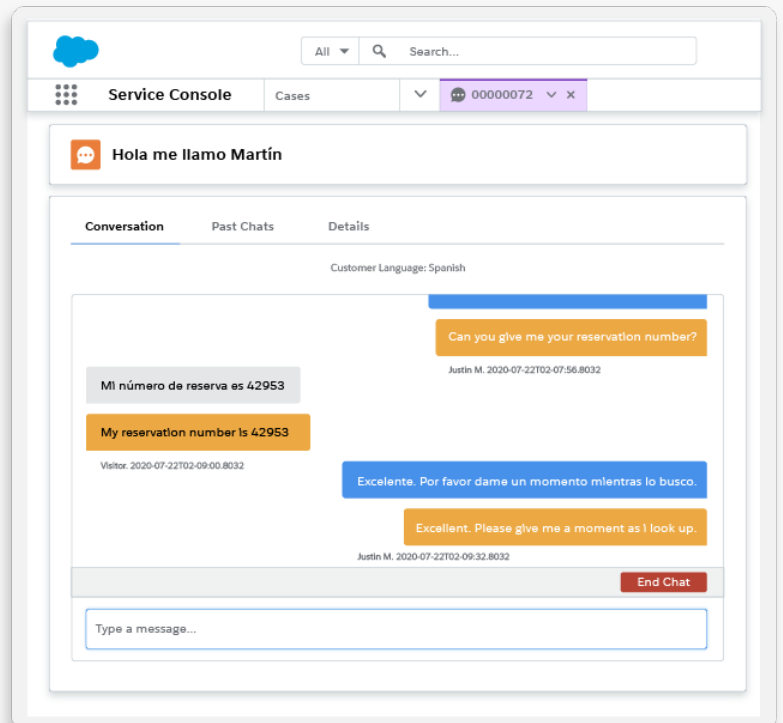 All
Search...
Service Console
Cases
00000072
Hola me llamo Martín
Conversation
Past Chats
Details
Customer Language: Spanish
Can you give me your reservation number?
Justin M. 2020-07-22T02-07:56.8032
Mi número de reserva es 42953
My reservation number is 42953
Visitor. 2020-07-22T02-09:00.8032
Excelente. Por favor dame un momento mientras lo busco.
Excellent. Please give me a moment as i look up.
Justin M. 2020-07-22T02-09:32.8032
End Chat
Type a message...